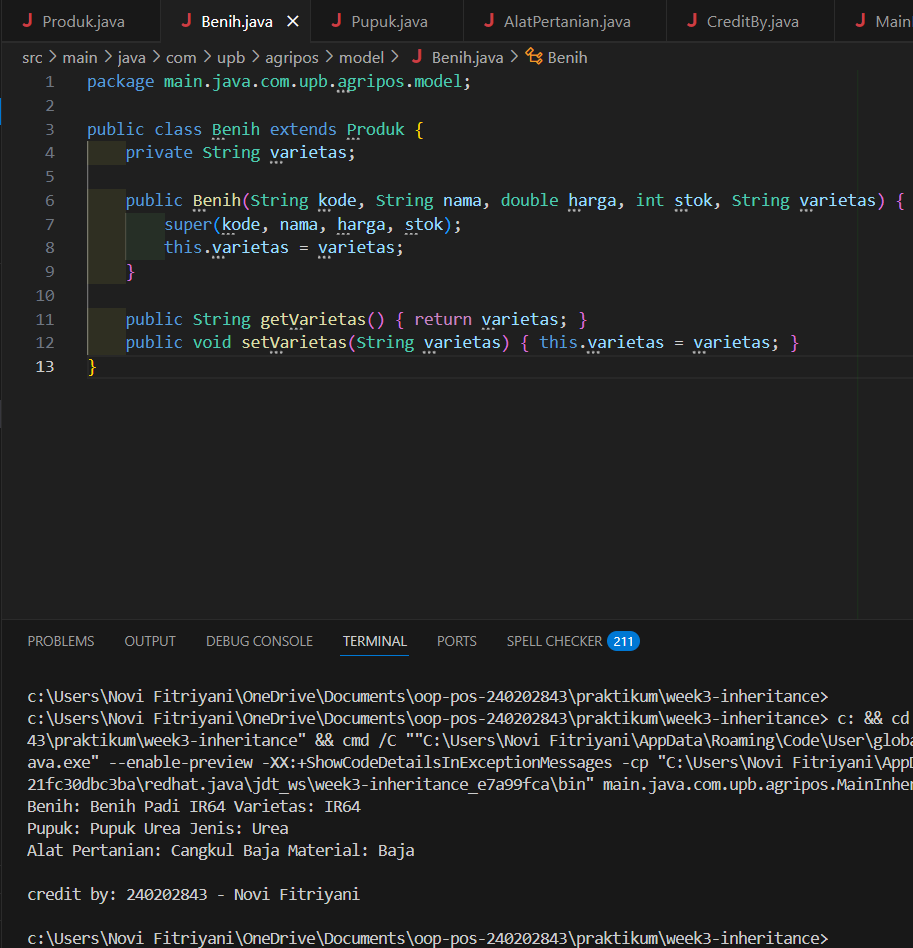 Produk.java Benih.java Pupuk.java AlatPertanian.java CreditBy.java Main
src > main > java > com > upb > agripos > model > Benih.java > Benih
1 package main.java.com.upb.agripos.model;
2
3 public class Benih extends Produk {
4 private String varietas;
5
6 public Benih(String kode, String nama, double harga, int stok, String varietas) {
7 super(kode, nama, harga, stok);
8 this.varietas = varietas;
9 }
10
11 public String getVarietas() { return varietas; }
12 public void setVarietas(String varietas) { this.varietas = varietas; }
13 }
PROBLEMS OUTPUT DEBUG CONSOLE TERMINAL PORTS SPELL CHECKER 211
c:\Users\Novi Fitriyani\OneDrive\Documents\oop-pos-240202843\praktikum\week3-inheritance>
c:\Users\Novi Fitriyani\OneDrive\Documents\oop-pos-240202843\praktikum\week3-inheritance> c: && cd
43\praktikum\week3-inheritance" && cmd /C ""C:\Users\Novi Fitriyani\AppData\Roaming\Code\User\globa
ava.exe" --enable-preview -XX:+ShowCodeDetailsInExceptionMessages -cp "C:\Users\Novi Fitriyani\AppD
21fc30dbc3ba\redhat.java\jdt_ws\week3-inheritance_e7a99fca\bin" main.java.com.upb.agripos.MainInher
Benih: Benih Padi IR64 Varietas: IR64
Pupuk: Pupuk Urea Jenis: Urea
Alat Pertanian: Cangkul Baja Material: Baja
credit by: 240202843 - Novi Fitriyani
c:\Users\Novi Fitriyani\OneDrive\Documents\oop-pos-240202843\praktikum\week3-inheritance>